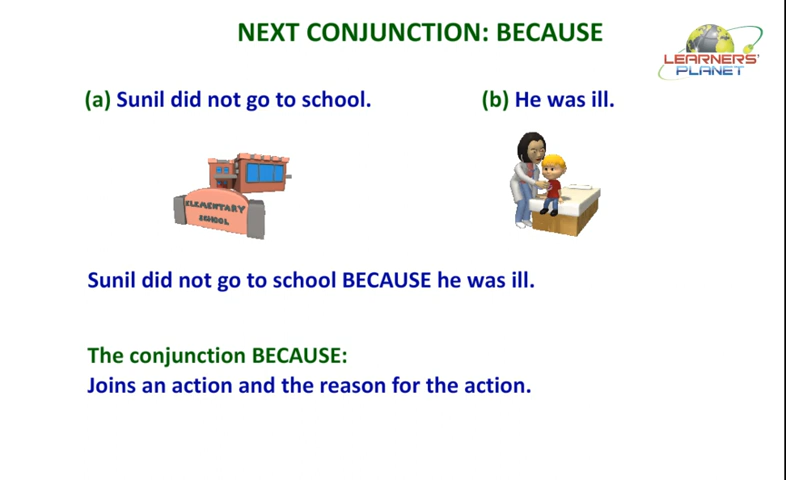 NEXT CONJUNCTION: BECAUSE
LEARNERS'
PLANET
(a) Sunil did not go to school.
(b) He was ill.
ELEMENTARY
SCHOOL
Sunil did not go to school BECAUSE he was ill.
The conjunction BECAUSE:
Joins an action and the reason for the action.